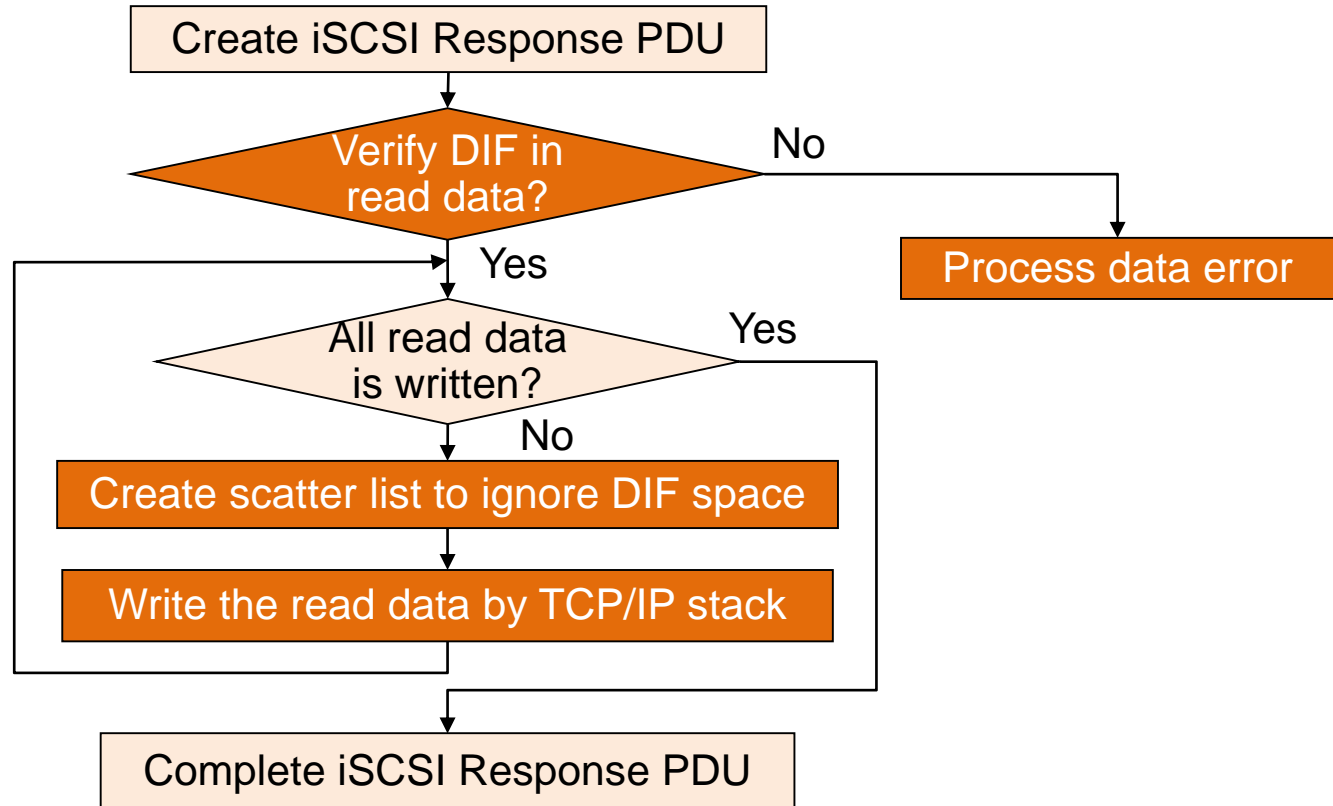 Create iSCSI Response PDU
Verify DIF in
read data?
No
Process data error
Yes
All read data
is written?
Yes
No
Create scatter list to ignore DIF space
Write the read data by TCP/IP stack
Complete iSCSI Response PDU